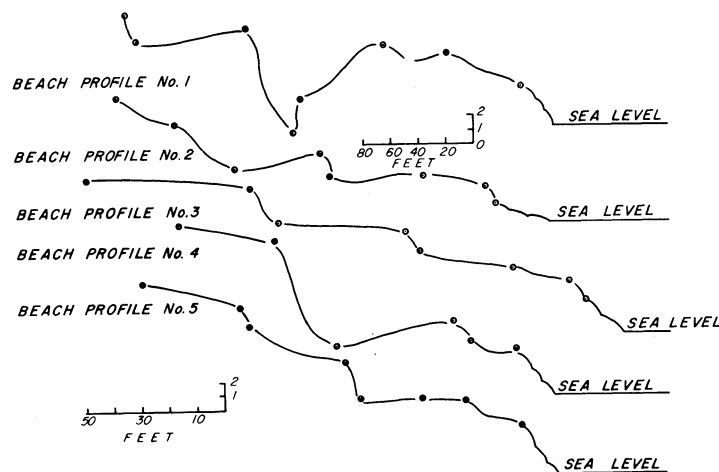 BEACH PROFILE No. 1
SEA LEVEL
2
1
0
80 60 40 20
FEET
BEACH PROFILE No. 2
SEA LEVEL
BEACH PROFILE No. 3
BEACH PROFILE No. 4
BEACH PROFILE No. 5
SEA LEVEL
SEA LEVEL
2
1
50 30 10
FEET
SEA LEVEL